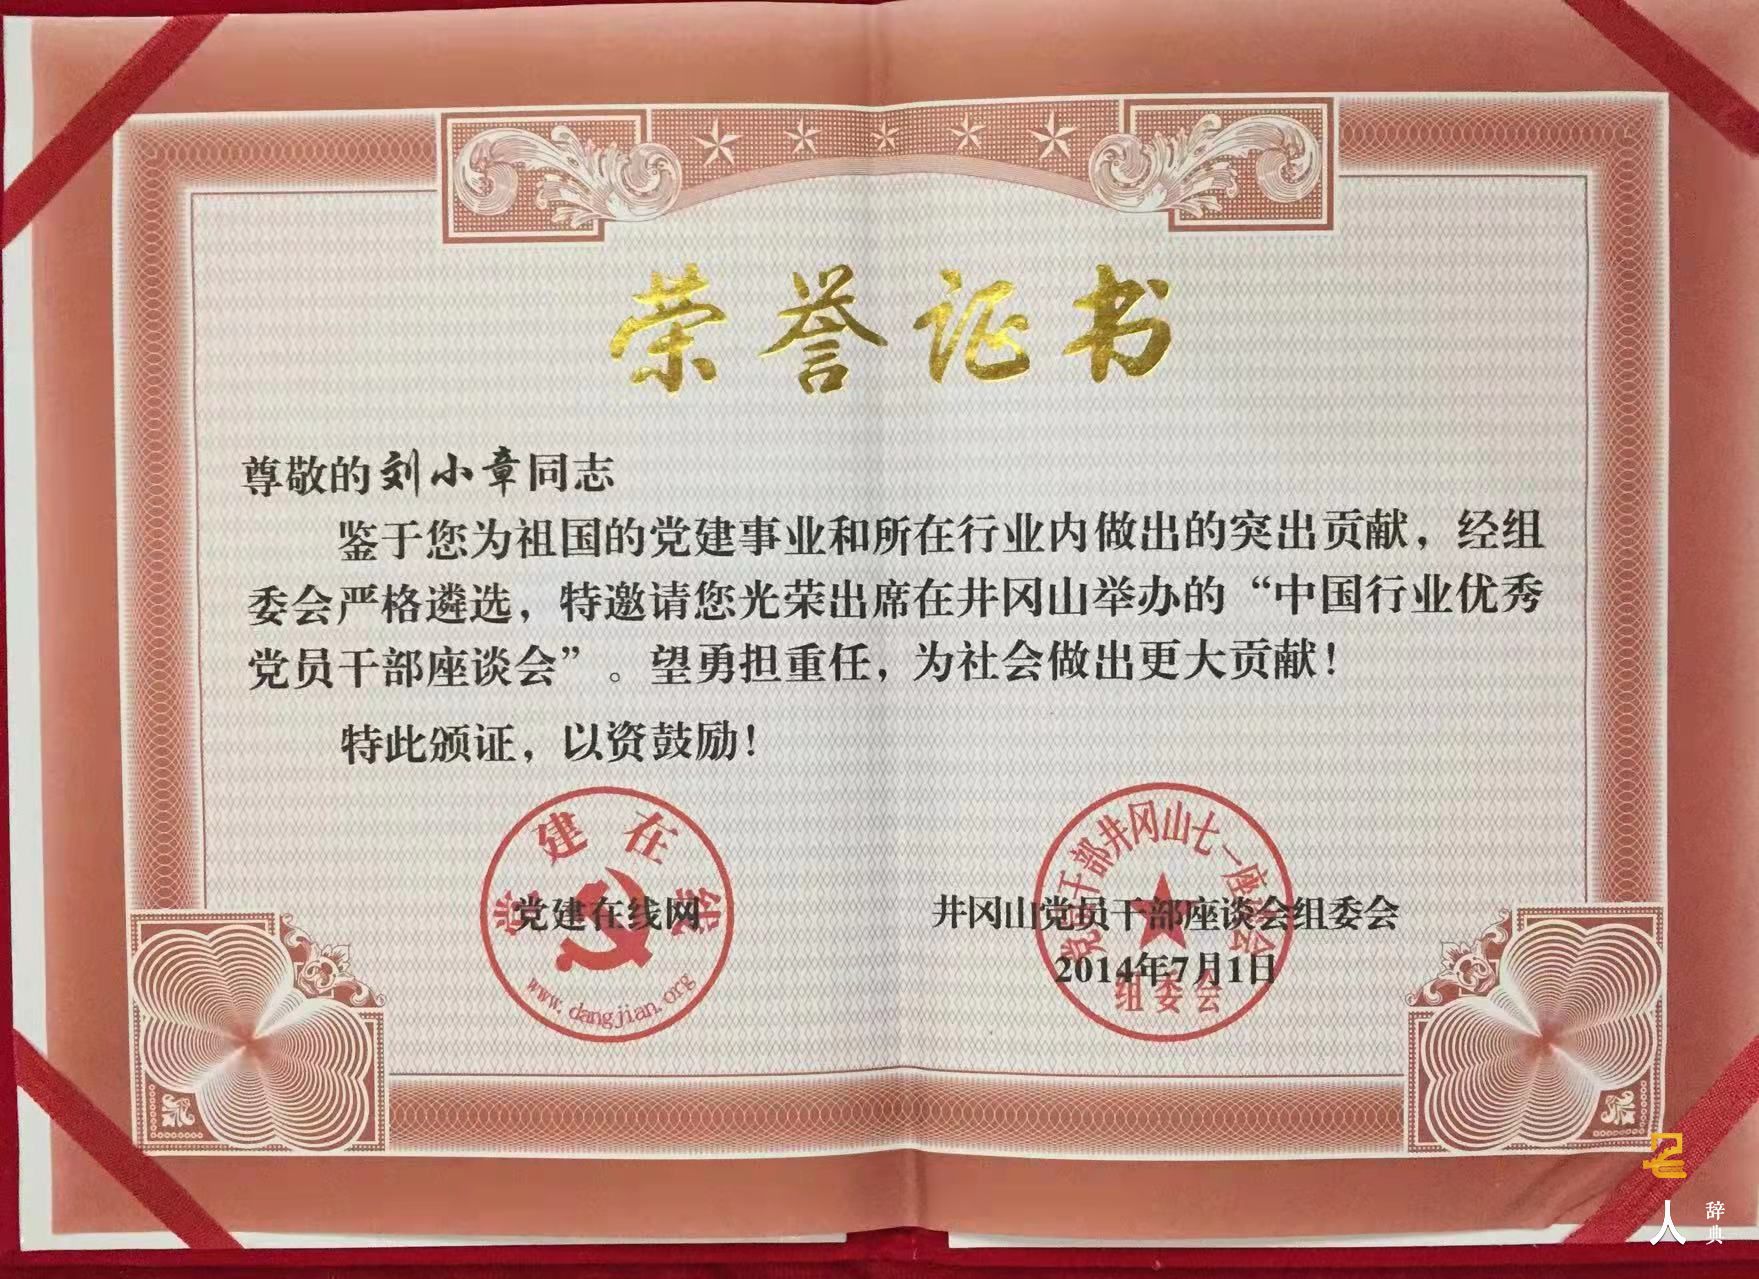 荣誉证书
尊敬的刘小章同志
鉴于您为祖国的党建事业和所在行业内做出的突出贡献，经组
委会严格遴选，特邀请您光荣出席在井冈山举办的“中国行业优秀
党员干部座谈会”。望勇担重任，为社会做出更大贡献！
特此颁证，以资鼓励！
党建在线
党建在线网
www.dangjian.org
党员干部井冈山七一座谈会
井冈山党员干部座谈会组委会
2014年7月1日
组委会
人
辞典